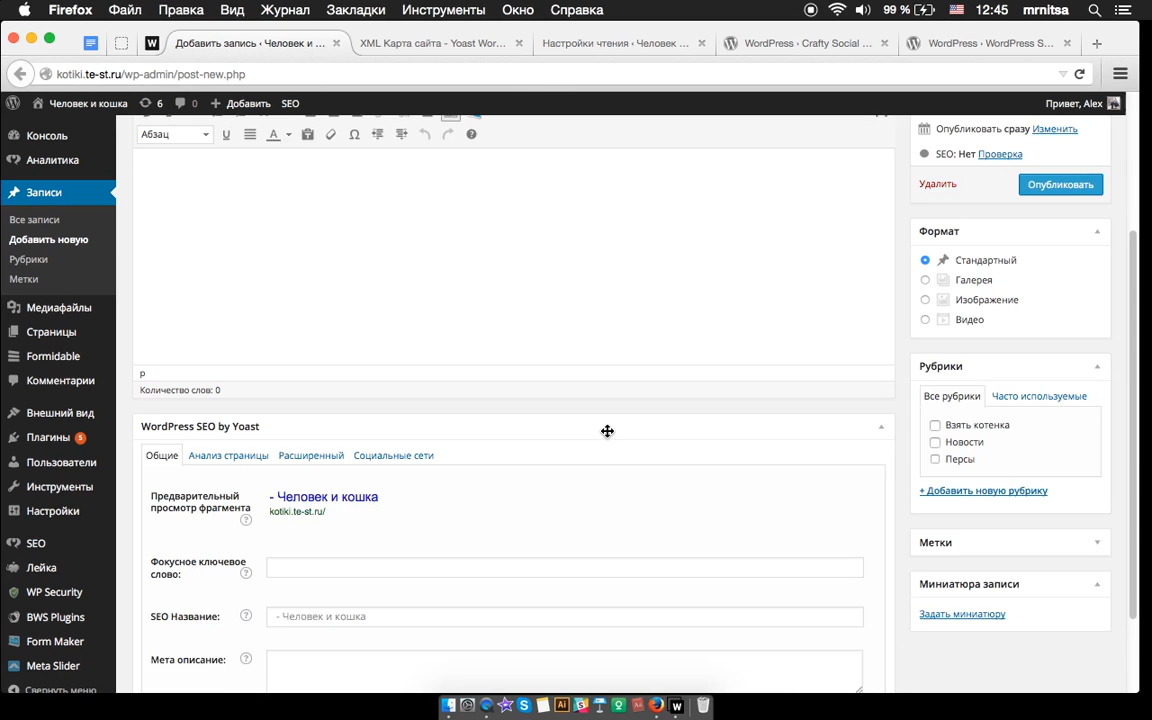 Firefox Файл Правка Вид Журнал Закладки Инструменты Окно Справка 99 % 12:45 mrnitsa
W Добавить запись ‹ Человек и ... × XML Карта сайта - Yoast Wor... × Настройки чтения ‹ Человек ... × WordPress › Crafty Social ... × WordPress › WordPress S... × +
kotiki.te-st.ru/wp-admin/post-new.php
Человек и кошка 6 0 + Добавить SEO Привет, Alex
Консоль
Аналитика
Записи
Все записи
Добавить новую
Рубрики
Метки
Медиафайлы
Страницы
Formidable
Комментарии
Внешний вид
Плагины 5
Пользователи
Инструменты
Настройки
SEO
Лейка
WP Security
BWS Plugins
Form Maker
Meta Slider
Свернуть меню
Абзац U A Ω ?
p
Количество слов: 0
WordPress SEO by Yoast
Общие Анализ страницы Расширенный Социальные сети
Предварительный
просмотр фрагмента ?
- Человек и кошка
kotiki.te-st.ru/
Фокусное ключевое
слово: ?
SEO Название: ? - Человек и кошка
Мета описание: ?
Опубликовать сразу Изменить
SEO: Нет Проверка
Удалить Опубликовать
Формат
Стандартный
Галерея
Изображение
Видео
Рубрики
Все рубрики Часто используемые
Взять котенка
Новости
Персы
+ Добавить новую рубрику
Метки
Миниатюра записи
Задать миниатюру